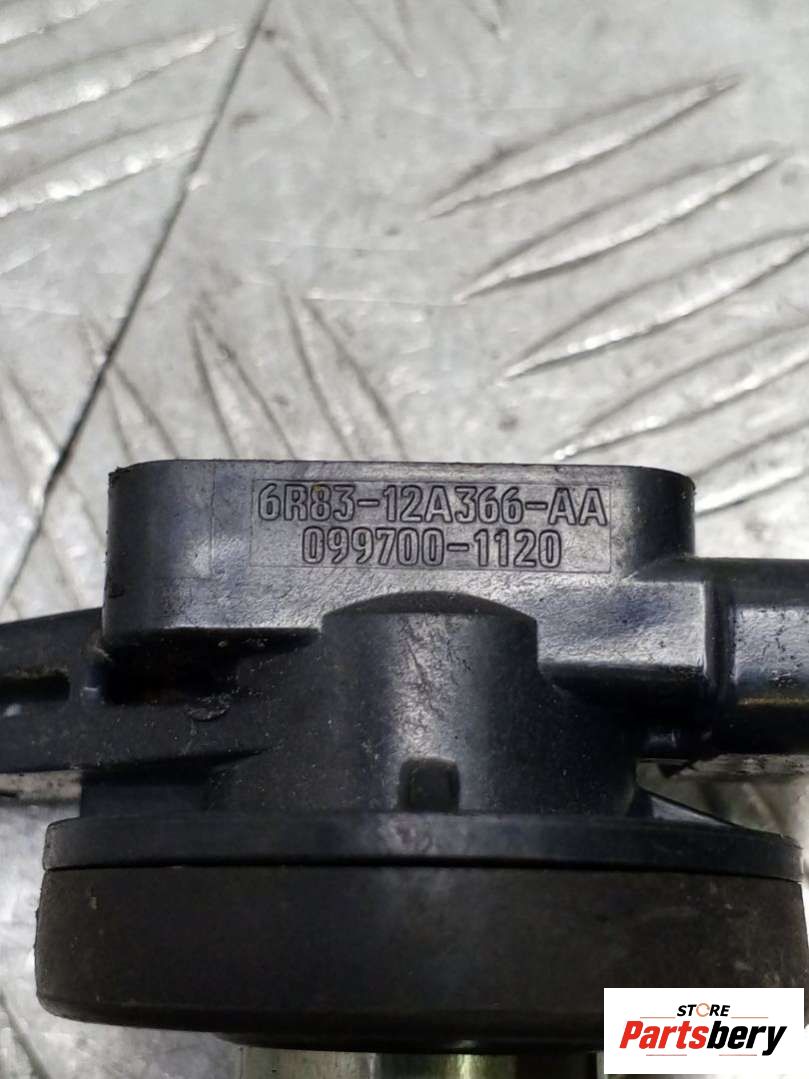 6R83-12A366-AA
099700-1120
STORE
Partsbery